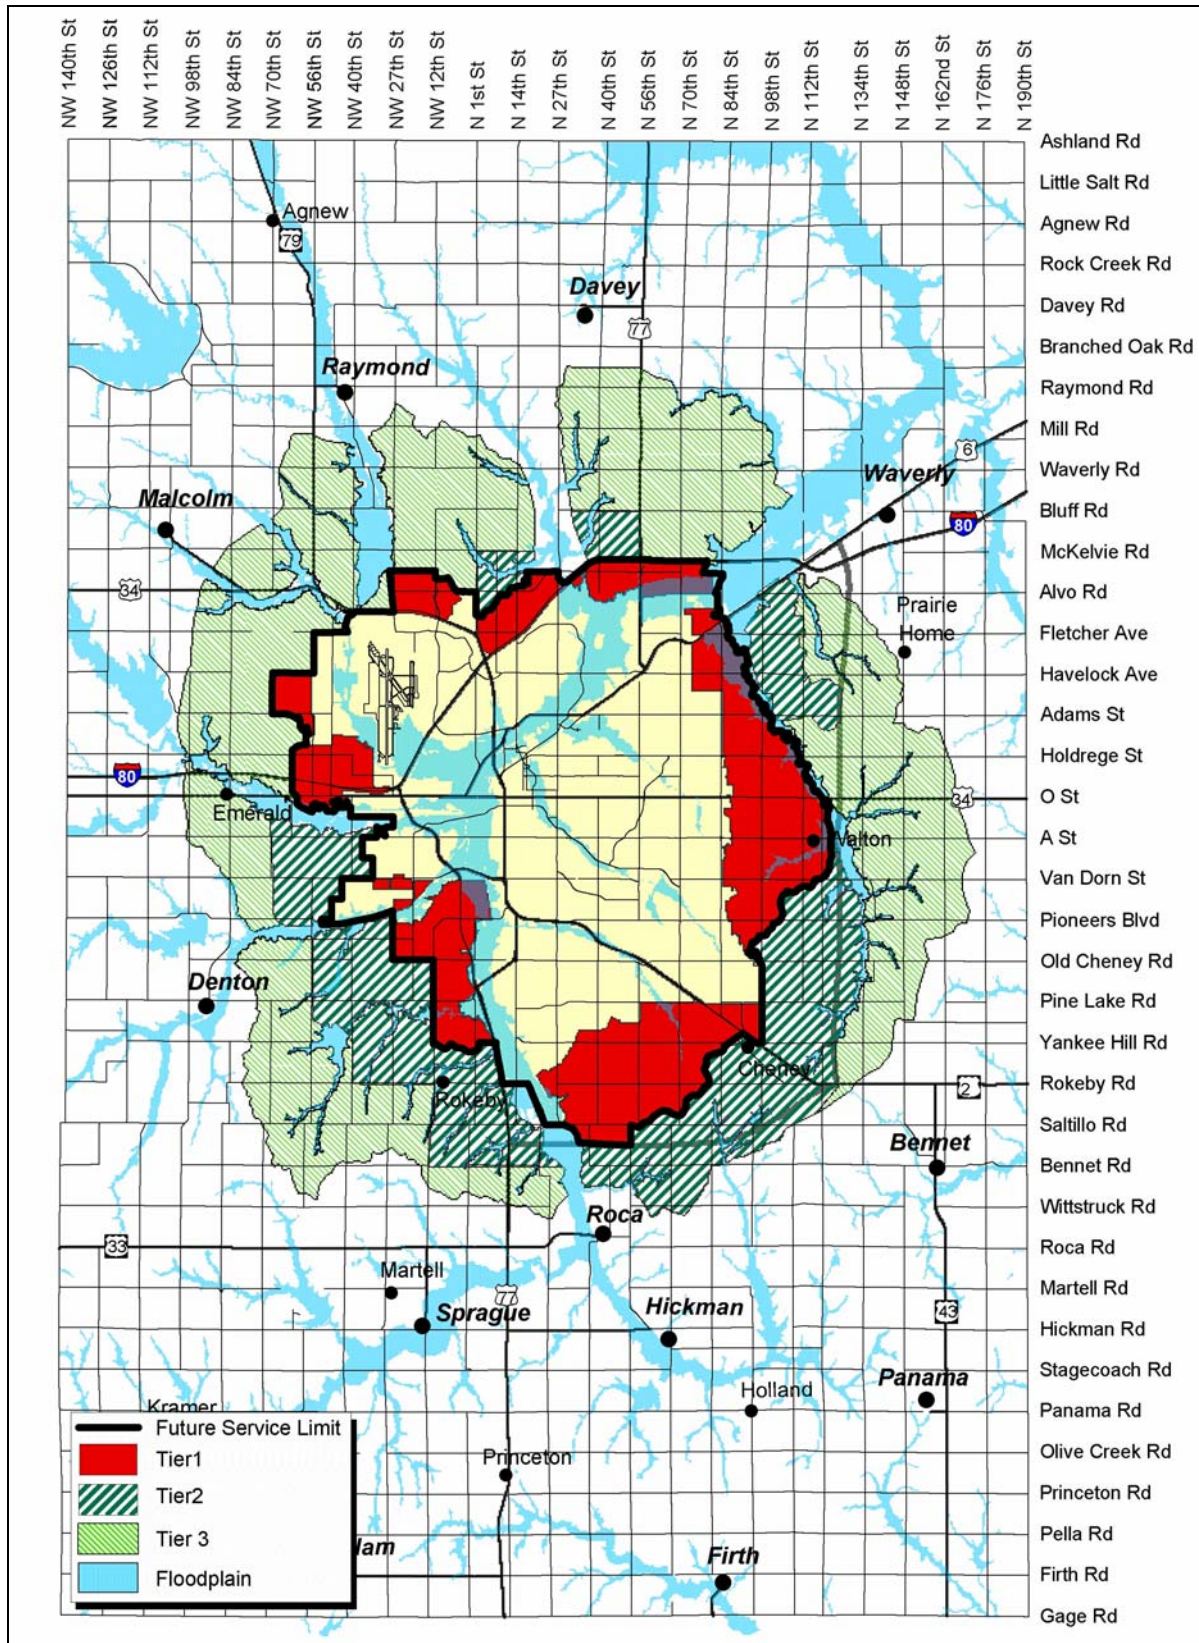 NW 140th St
NW 126th St
NW 112th St
NW 98th St
NW 84th St
NW 70th St
NW 56th St
NW 40th St
NW 27th St
NW 12th St
N 1st St
N 14th St
N 27th St
N 40th St
N 56th St
N 70th St
N 84th St
N 98th St
N 112th St
N 134th St
N 148th St
N 162nd St
N 176th St
N 190th St
Ashland Rd
Little Salt Rd
Agnew
Agnew Rd
79
Rock Creek Rd
Davey
Davey Rd
77
Branched Oak Rd
Raymond
Raymond Rd
Mill Rd
6
Waverly
Waverly Rd
Malcolm
Bluff Rd
80
McKelvie Rd
34
Alvo Rd
Prairie
Home
Fletcher Ave
Havelock Ave
Adams St
Holdrege St
80
O St
34
Emerald
A St
Walton
Van Dorn St
Pioneers Blvd
Old Cheney Rd
Denton
Pine Lake Rd
Yankee Hill Rd
Cheney
Rokeby Rd
2
Rokeby
Saltillo Rd
Bennet
Bennet Rd
Wittstruck Rd
Roca
Roca Rd
33
Martell
Martell Rd
77
Hickman
Sprague
43
Hickman Rd
Stagecoach Rd
Panama
Holland
Panama Rd
Kramer
Future Service Limit
Tier1
Tier2
Tier 3
Floodplain
Olive Creek Rd
Princeton
Princeton Rd
Pella Rd
lam
Firth
Firth Rd
Gage Rd